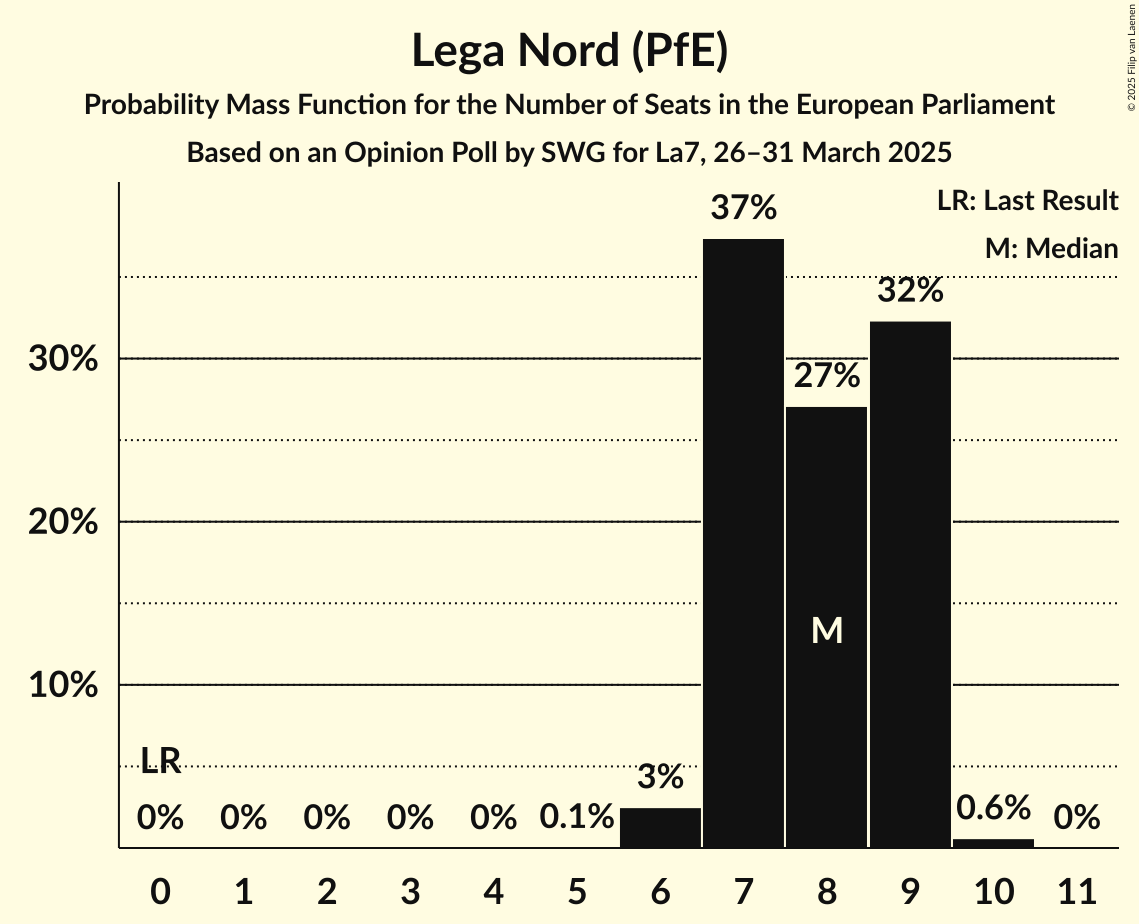 Lega Nord (PfE)
Probability Mass Function for the Number of Seats in the European Parliament
Based on an Opinion Poll by SWG for La7, 26–31 March 2025
© 2025 Filip van Laenen
LR: Last Result
M: Median
37%
32%
30%
27%
20%
M
10%
LR
3%
0% 0% 0% 0% 0% 0.1% 0.6% 0%
0 1 2 3 4 5 6 7 8 9 10 11